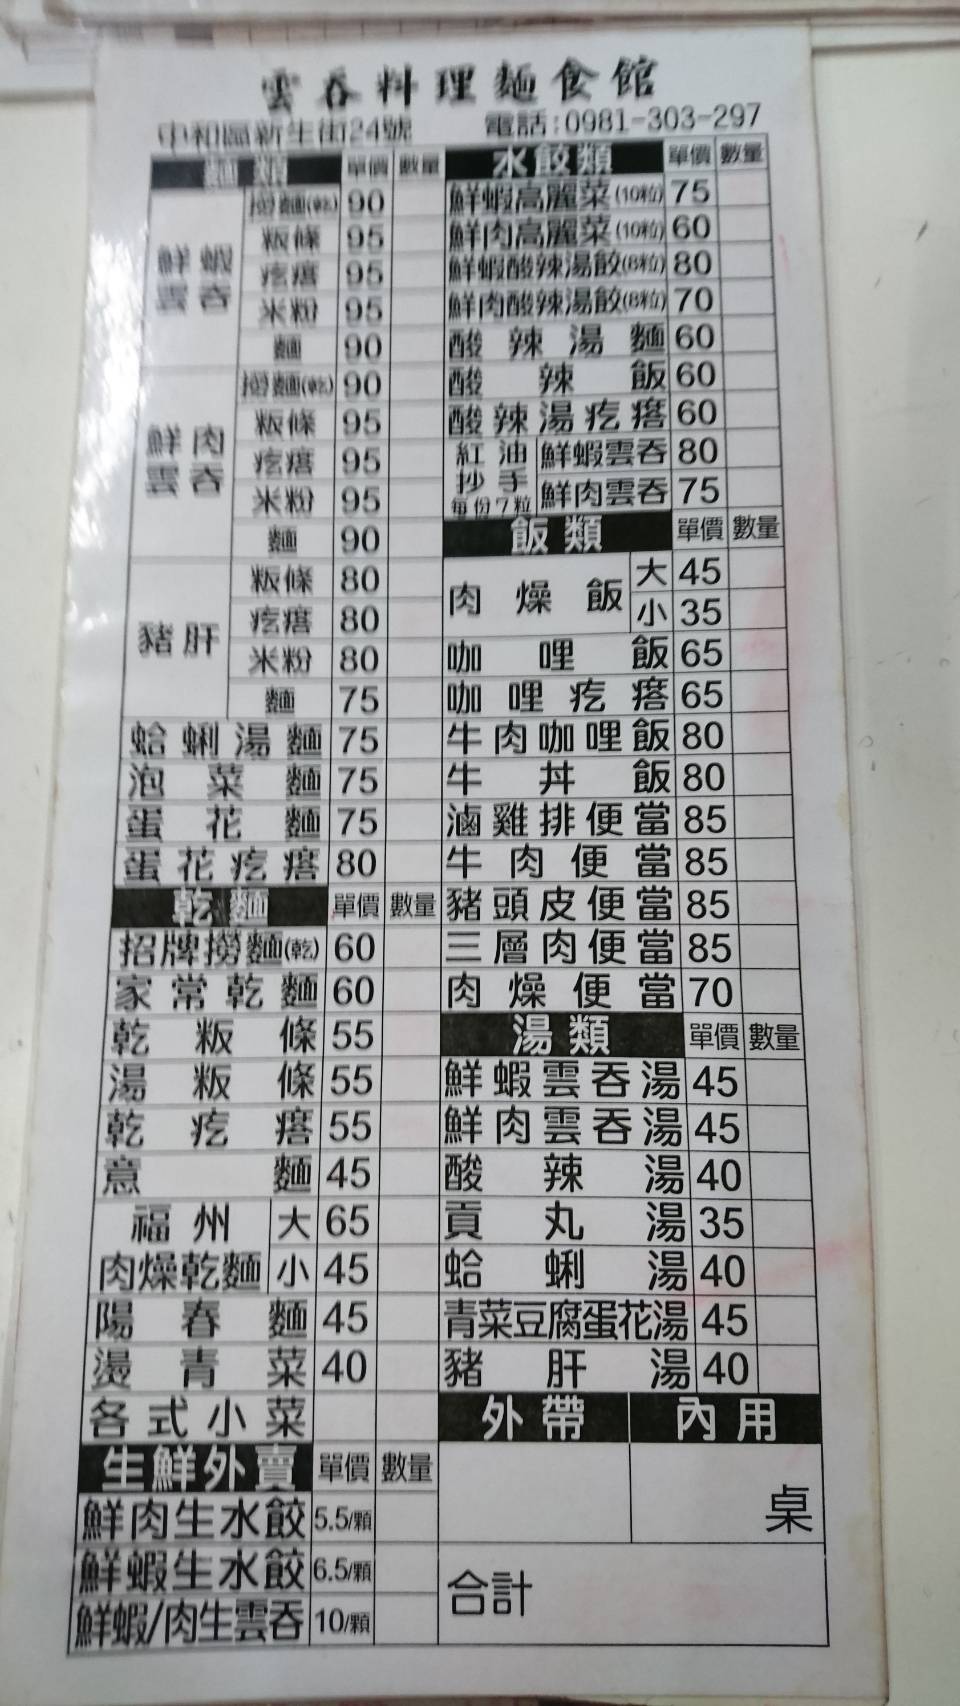 雲吞料理麵食館
中和區新生街24號 電話:0981-303-297
麵類 單價 數量
鮮蝦雲吞 撈麵(乾) 90
粄條 95
疙瘩 95
米粉 95
麵 90
鮮肉雲吞 撈麵(乾) 90
粄條 95
疙瘩 95
米粉 95
麵 90
豬肝 粄條 80
疙瘩 80
米粉 80
麵 75
蛤蜊湯麵 75
泡菜麵 75
蛋花麵 75
蛋花疙瘩 80
乾麵 單價 數量
招牌撈麵(乾) 60
家常乾麵 60
乾粄條 55
湯粄條 55
乾疙瘩 55
意麵 45
福州肉燥乾麵 大 65
小 45
陽春麵 45
燙青菜 40
各式小菜
生鮮外賣 單價 數量
鮮肉生水餃 5.5/顆
鮮蝦生水餃 6.5/顆
鮮蝦/肉生雲吞 10/顆
水餃類 單價 數量
鮮蝦高麗菜(10粒) 75
鮮肉高麗菜(10粒) 60
鮮蝦酸辣湯餃(8粒) 80
鮮肉酸辣湯餃(8粒) 70
酸辣湯麵 60
酸辣飯 60
酸辣湯疙瘩 60
紅油抄手每份7粒 鮮蝦雲吞 80
鮮肉雲吞 75
飯類 單價 數量
肉燥飯 大 45
小 35
咖哩飯 65
咖哩疙瘩 65
牛肉咖哩飯 80
牛丼飯 80
滷雞排便當 85
牛肉便當 85
豬頭皮便當 85
三層肉便當 85
肉燥便當 70
湯類 單價 數量
鮮蝦雲吞湯 45
鮮肉雲吞湯 45
酸辣湯 40
貢丸湯 35
蛤蜊湯 40
青菜豆腐蛋花湯 45
豬肝湯 40
外帶 內用
桌
合計